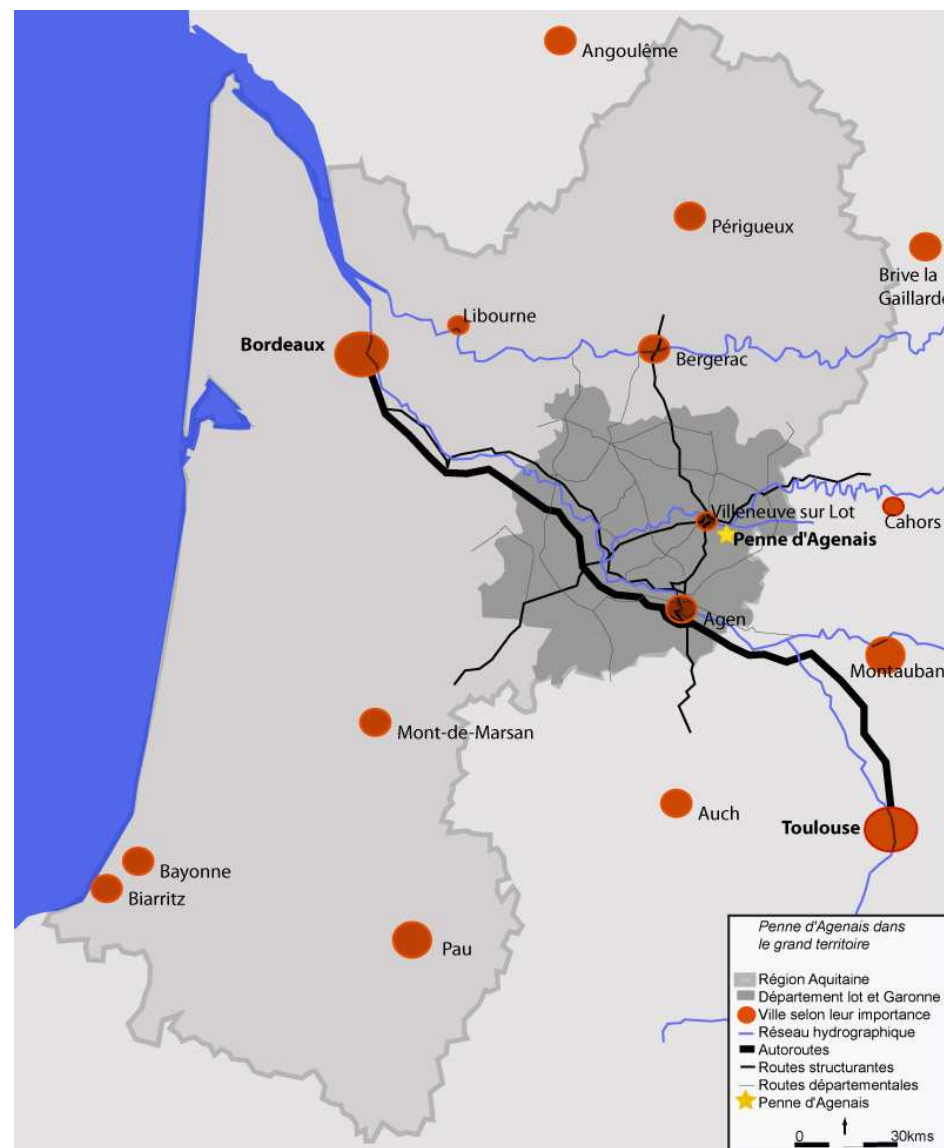 Angoulême
Périgueux
Brive la
Gaillarde
Libourne
Bordeaux
Bergerac
Villeneuve sur Lot
Cahors
Penne d'Agenais
Agen
Montauban
Mont-de-Marsan
Auch
Toulouse
Bayonne
Biarritz
Pau
Penne d'Agenais dans
le grand territoire
Région Aquitaine
Département lot et Garonne
Ville selon leur importance
Réseau hydrographique
Autoroutes
Routes structurantes
Routes départementales
Penne d'Agenais
0 30kms